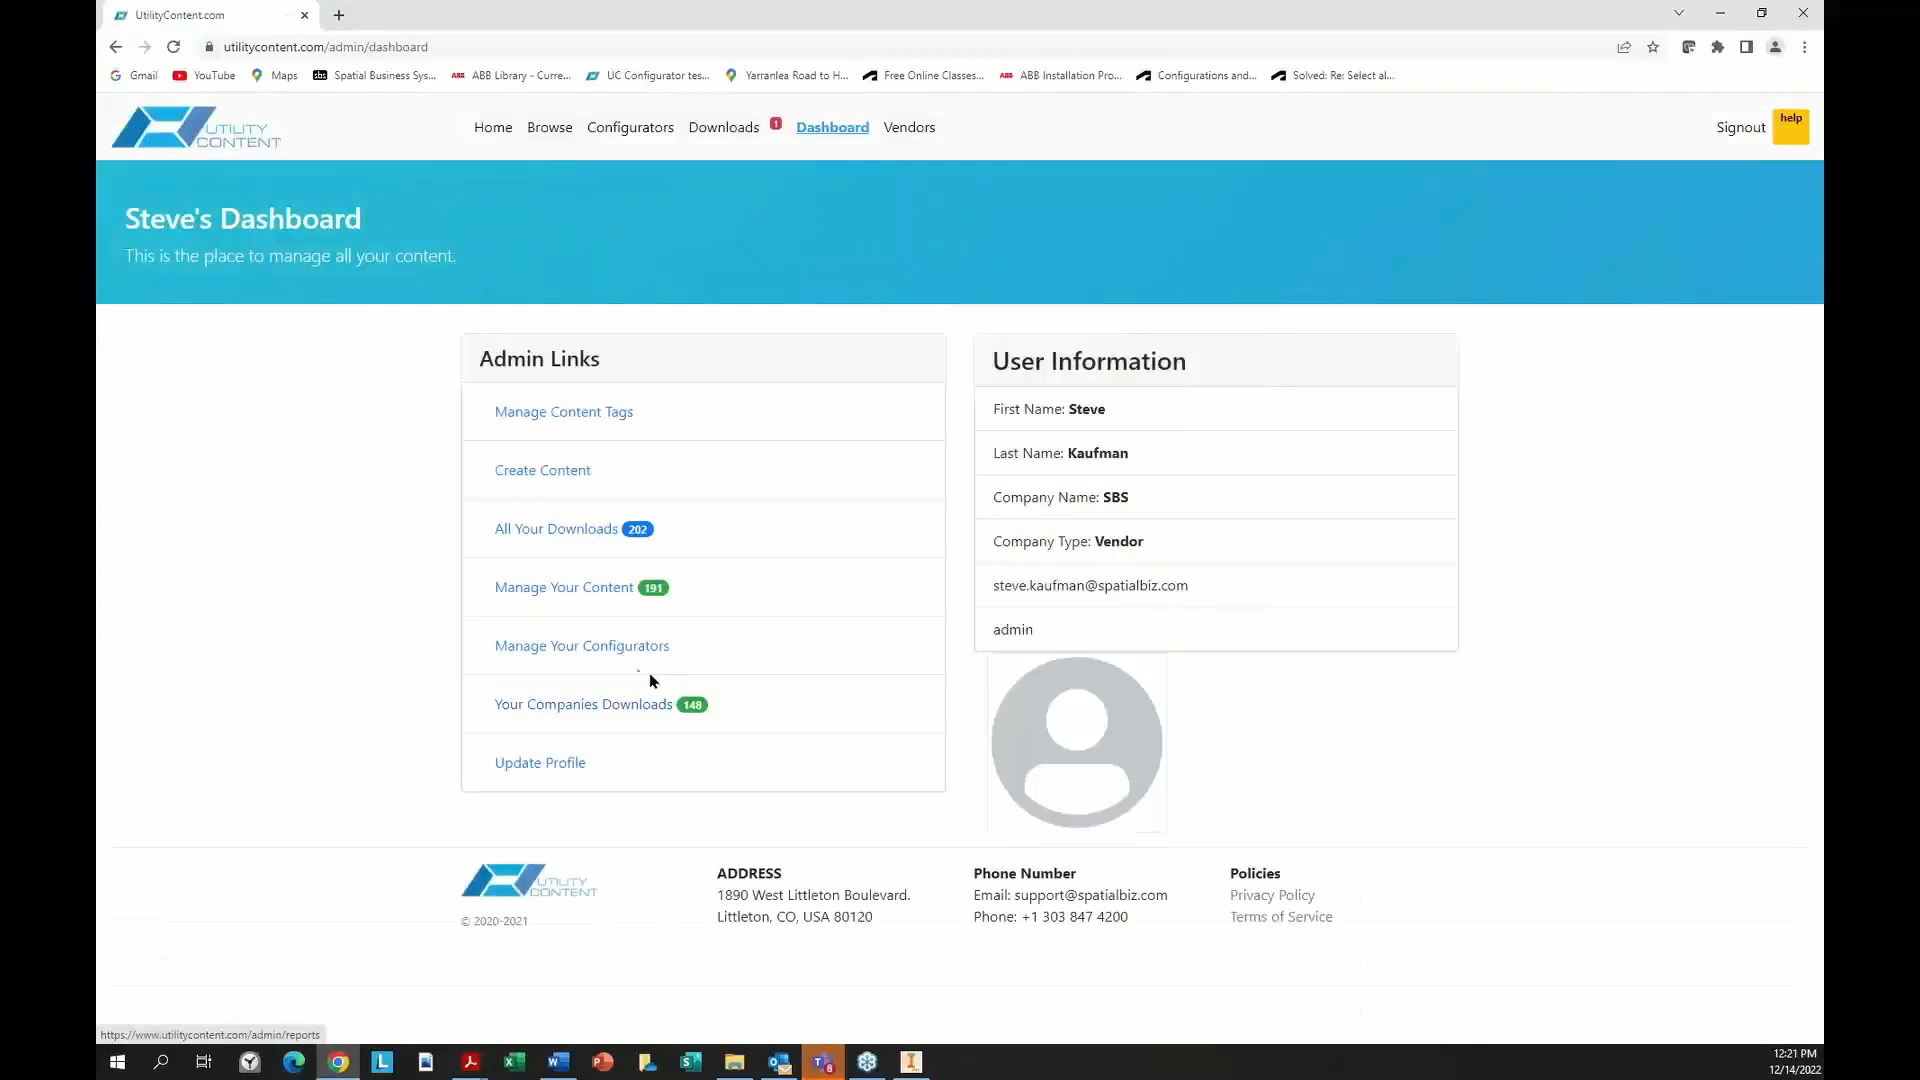 UtilityContent.com
utilitycontent.com/admin/dashboard
Gmail YouTube Maps sbs Spatial Business Sys... ABB ABB Library - Curre... UC Configurator tes... Yarranlea Road to H... Free Online Classes... ABB ABB Installation Pro... Configurations and... Solved: Re: Select al...
UTILITY
CONTENT
Home Browse Configurators Downloads 1 Dashboard Vendors
Signout help
Steve's Dashboard
This is the place to manage all your content.
Admin Links
Manage Content Tags
Create Content
All Your Downloads 202
Manage Your Content 191
Manage Your Configurators
Your Companies Downloads 148
Update Profile
User Information
First Name: Steve
Last Name: Kaufman
Company Name: SBS
Company Type: Vendor
steve.kaufman@spatialbiz.com
admin
UTILITY
CONTENT
© 2020-2021
ADDRESS
1890 West Littleton Boulevard.
Littleton, CO, USA 80120
Phone Number
Email: support@spatialbiz.com
Phone: +1 303 847 4200
Policies
Privacy Policy
Terms of Service
https://www.utilitycontent.com/admin/reports
12:21 PM
12/14/2022